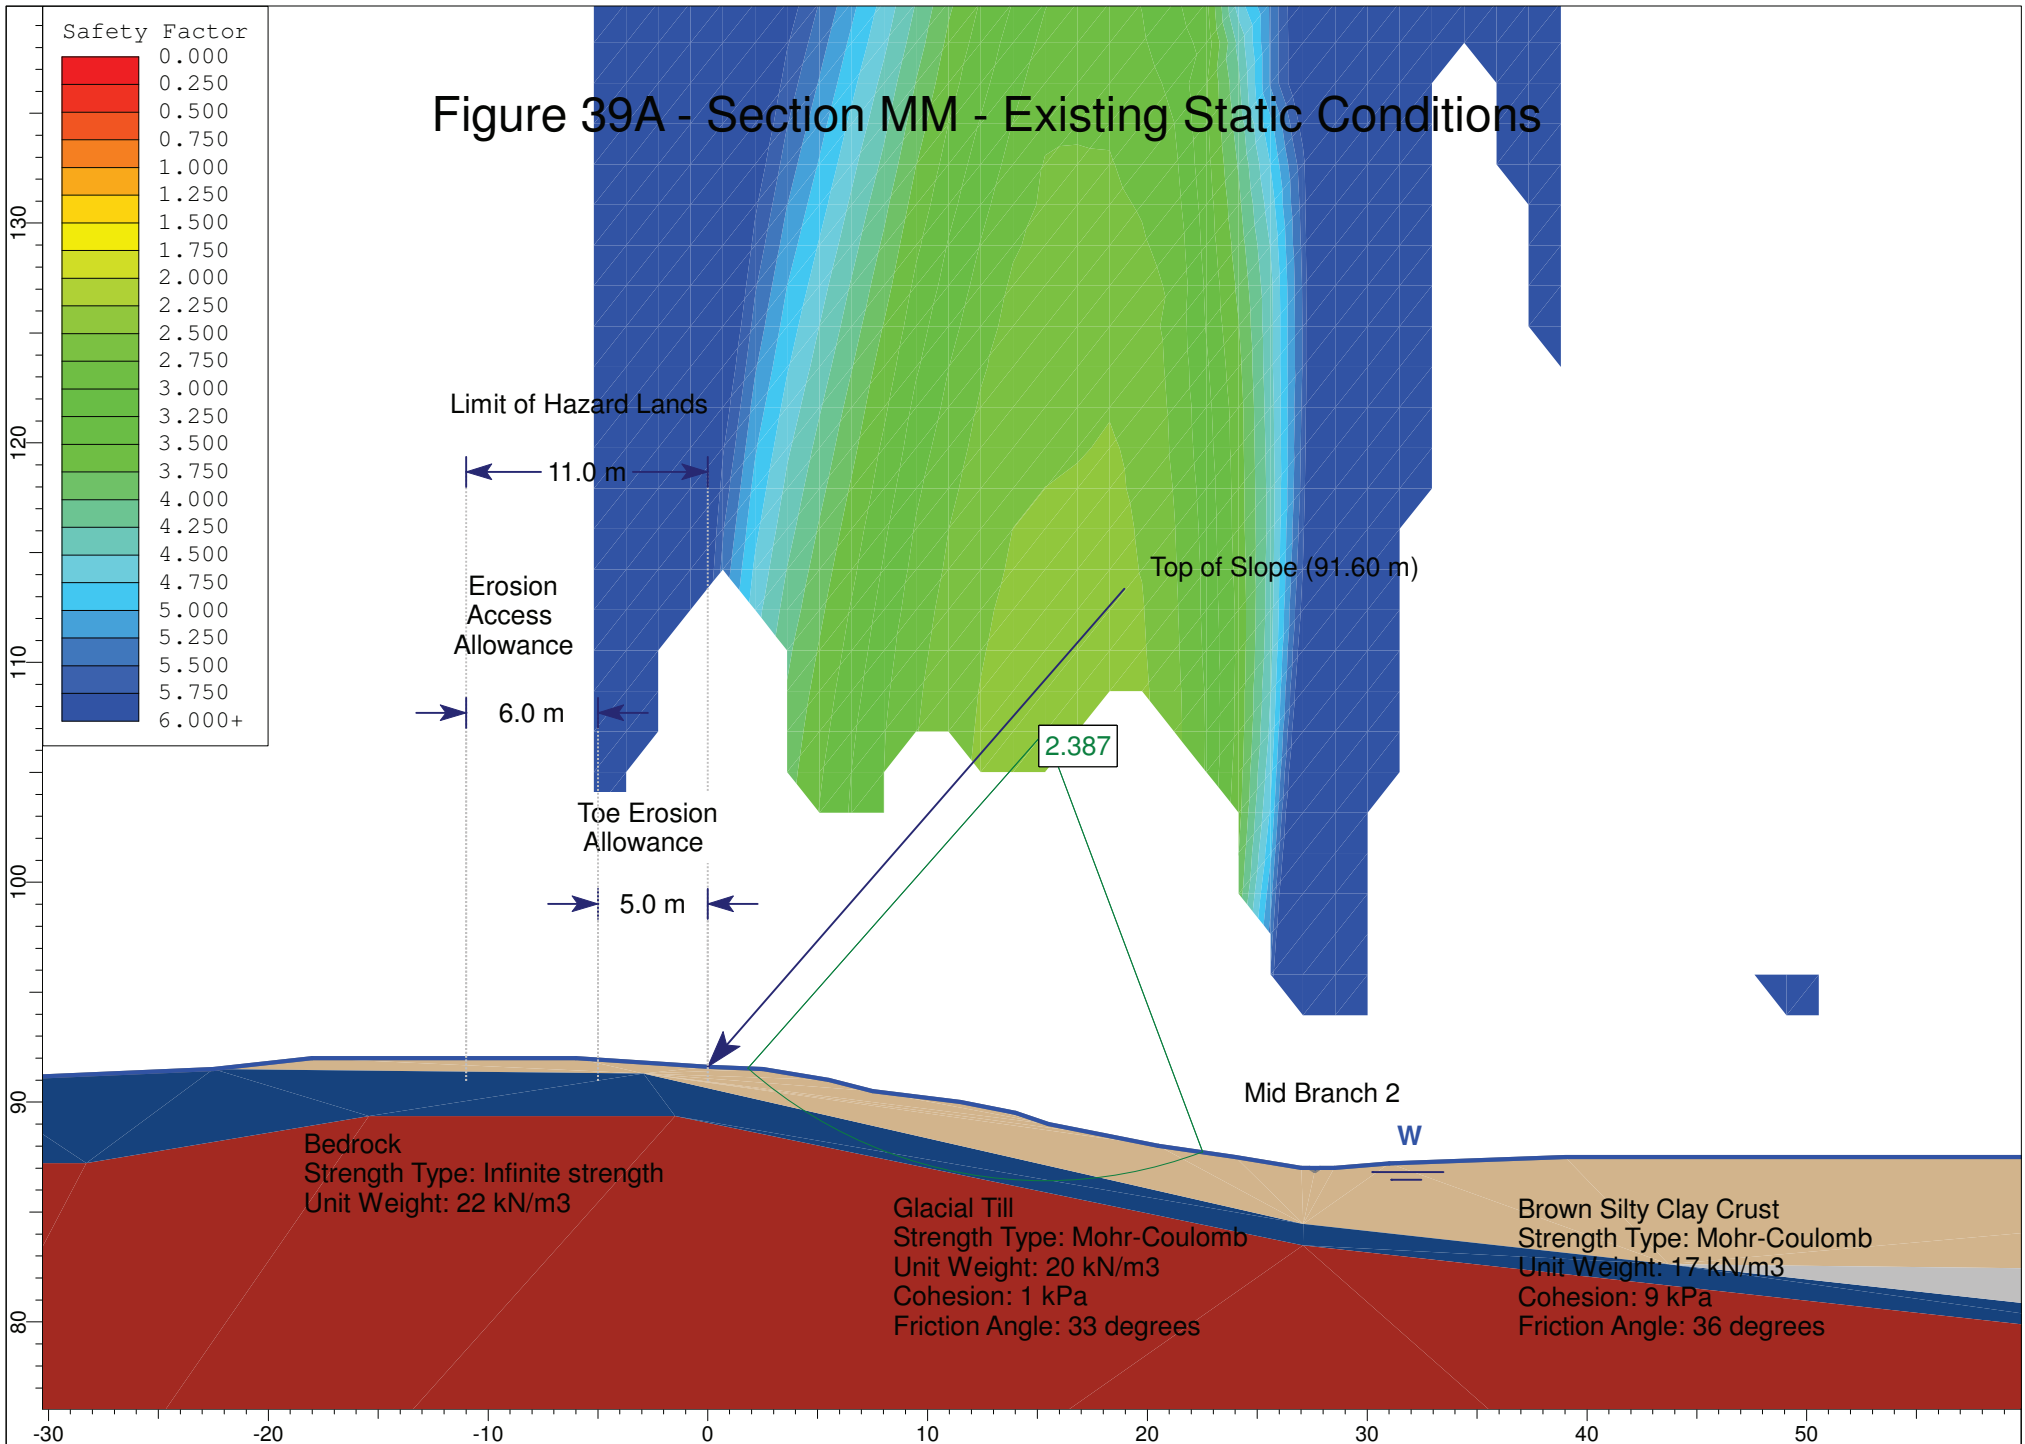 Safety Factor
0.000
0.250
0.500
0.750
1.000
1.250
1.500
1.750
2.000
2.250
2.500
2.750
3.000
3.250
3.500
3.750
4.000
4.250
4.500
4.750
5.000
5.250
5.500
5.750
6.000+
Figure 39A - Section MM - Existing Static Conditions
Limit of Hazard Lands
11.0 m
Erosion
Access
Allowance
6.0 m
Toe Erosion
Allowance
5.0 m
Top of Slope (91.60 m)
2.387
Mid Branch 2
W
Bedrock
Strength Type: Infinite strength
Unit Weight: 22 kN/m3
Glacial Till
Strength Type: Mohr-Coulomb
Unit Weight: 20 kN/m3
Cohesion: 1 kPa
Friction Angle: 33 degrees
Brown Silty Clay Crust
Strength Type: Mohr-Coulomb
Unit Weight: 17 kN/m3
Cohesion: 9 kPa
Friction Angle: 36 degrees
130
120
110
100
90
80
-30
-20
-10
0
10
20
30
40
50